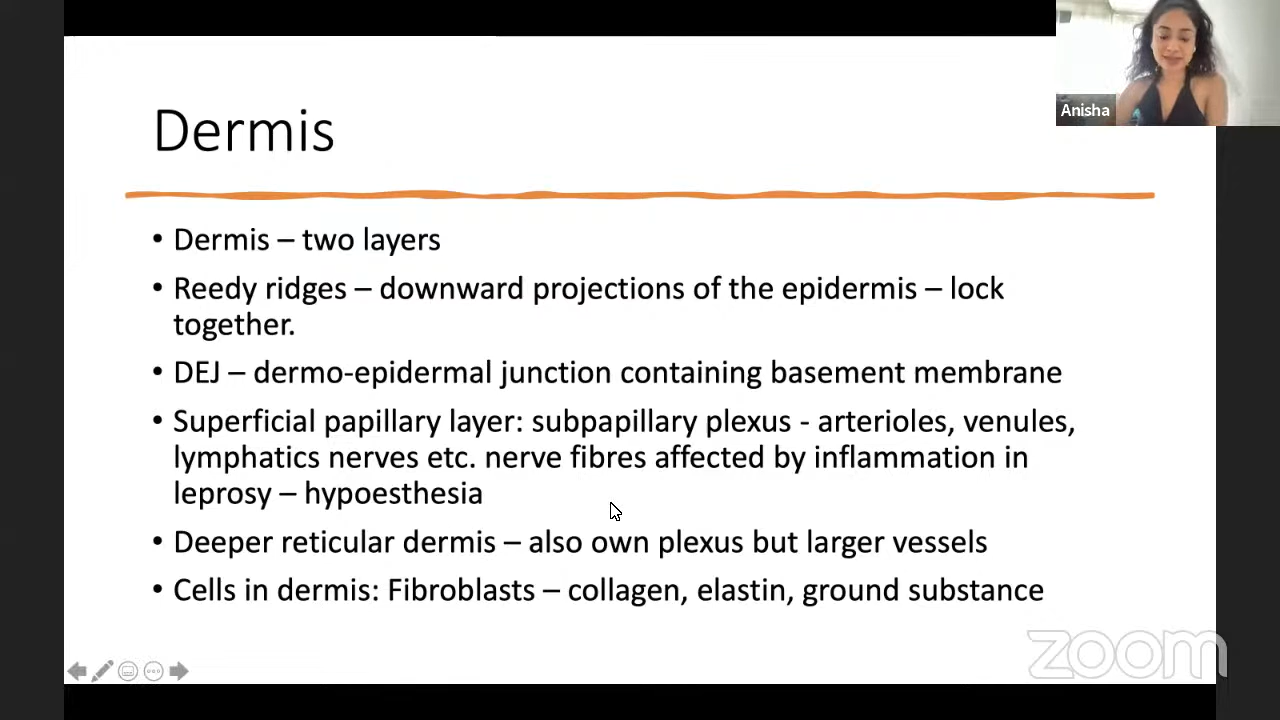 Anisha
Dermis
• Dermis – two layers
• Reedy ridges – downward projections of the epidermis – lock
together.
• DEJ – dermo-epidermal junction containing basement membrane
• Superficial papillary layer: subpapillary plexus - arterioles, venules,
lymphatics nerves etc. nerve fibres affected by inflammation in
leprosy – hypoesthesia
• Deeper reticular dermis – also own plexus but larger vessels
• Cells in dermis: Fibroblasts – collagen, elastin, ground substance
zoom